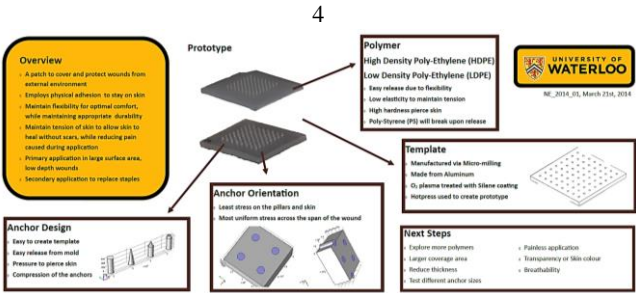 4
Overview
A patch to cover and protect wounds from
external environment
Employs physical adhesion to stay on skin
Maintain flexibility for optimal comfort,
while maintaining appropriate durability
Maintain tension of skin to allow skin to
heal without scars, while reducing pain
caused during application
Primary application in large surface area,
low depth wounds
Secondary application to replace staples
Prototype
Polymer
High Density Poly-Ethylene (HDPE)
Low Density Poly-Ethylene (LDPE)
Easy release due to flexibility
Low elasticity to maintain tension
High hardness pierce skin
Poly-Styrene (PS) will break upon release
UNIVERSITY OF
WATERLOO
NE_2014_03, March 21st, 2014
Template
Manufactured via Micro-milling
Made from Aluminum
O₂ plasma treated with Silene coating
Hotpress used to create prototype
Anchor Orientation
Least stress on the pillars and skin
Most uniform stress across the span of the wound
Anchor Design
Easy to create template
Easy release from mold
Pressure to pierce skin
Compression of the anchors
Next Steps
Explore more polymers
Larger coverage area
Reduce thickness
Test different anchor sizes
Painless application
Transparency or Skin colour
Breathability